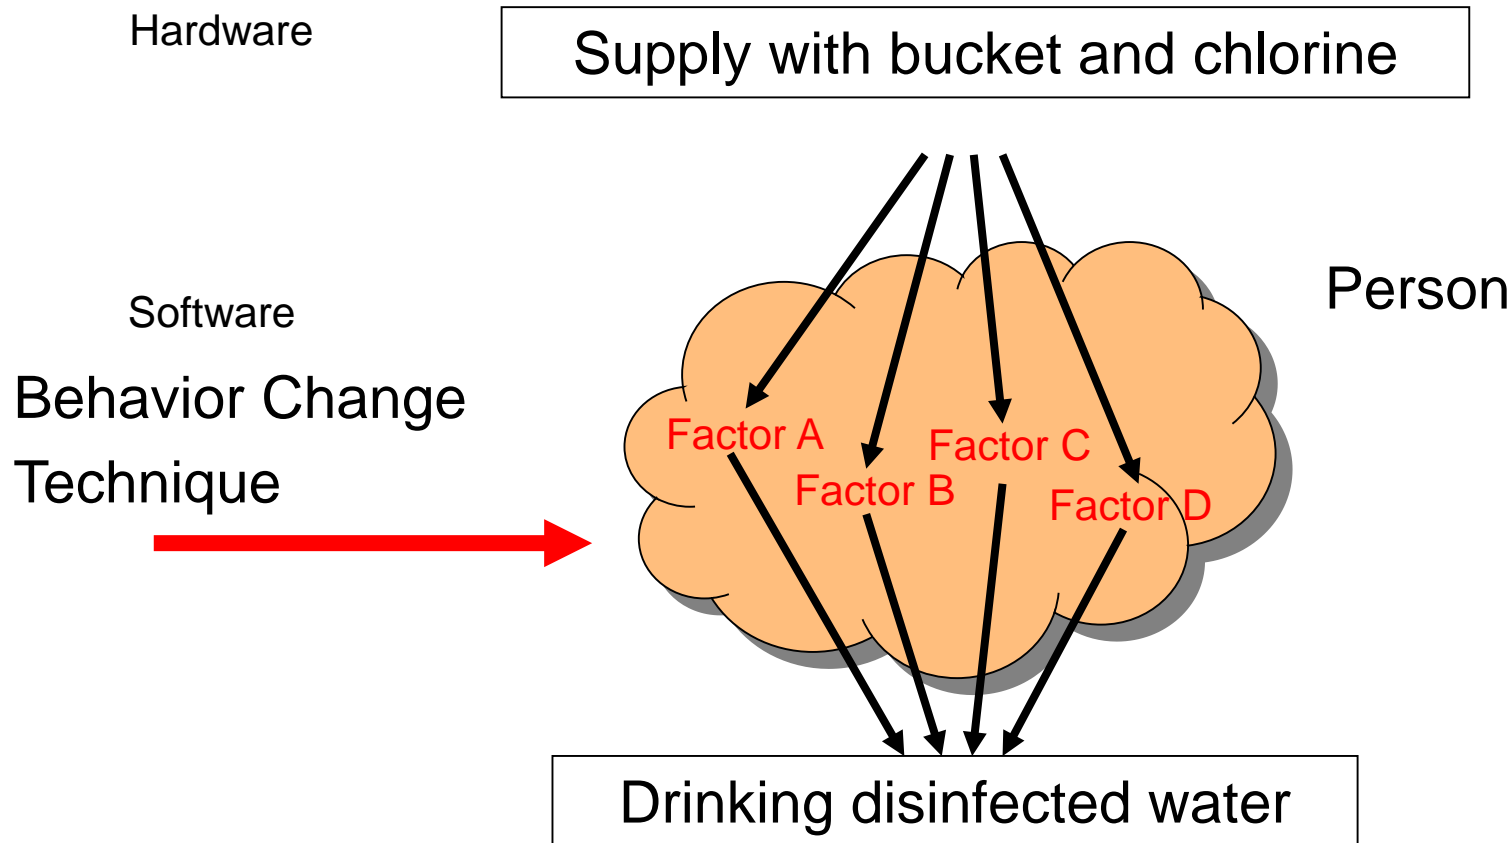 Hardware
Supply with bucket and chlorine
Person
Software
Behavior Change
Technique
Factor A
Factor C
Factor B
Factor D
Drinking disinfected water